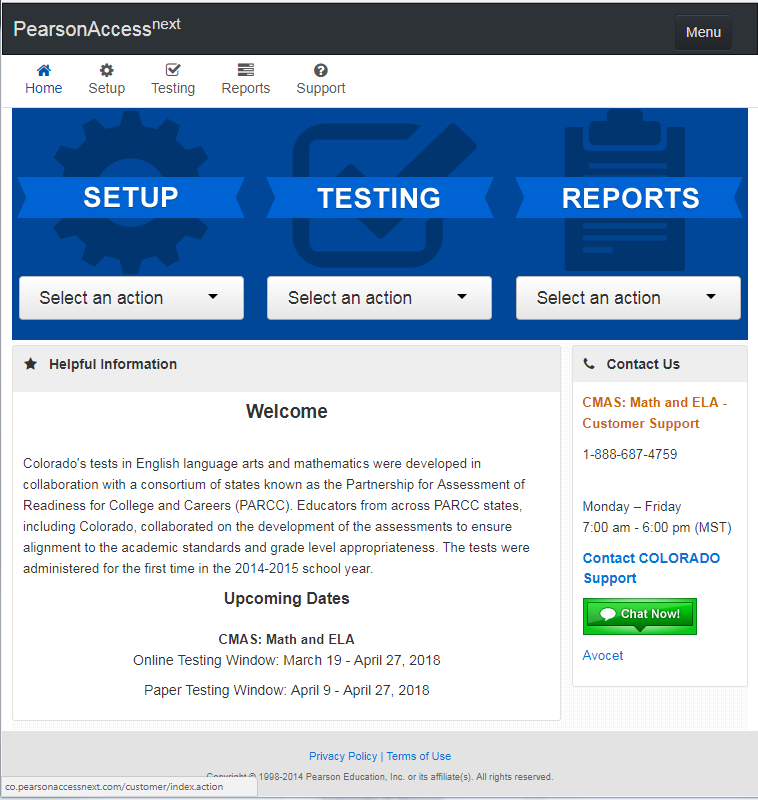 PearsonAccessnext
Menu
Home
Setup
Testing
Reports
Support
SETUP
TESTING
REPORTS
Select an action
Select an action
Select an action
Helpful Information
Welcome
Colorado's tests in English language arts and mathematics were developed in
collaboration with a consortium of states known as the Partnership for Assessment of
Readiness for College and Careers (PARCC). Educators from across PARCC states,
including Colorado, collaborated on the development of the assessments to ensure
alignment to the academic standards and grade level appropriateness. The tests were
administered for the first time in the 2014-2015 school year.
Upcoming Dates
CMAS: Math and ELA
Online Testing Window: March 19 - April 27, 2018
Paper Testing Window: April 9 - April 27, 2018
Contact Us
CMAS: Math and ELA -
Customer Support
1-888-687-4759
Monday – Friday
7:00 am - 6:00 pm (MST)
Contact COLORADO
Support
Chat Now!
Avocet
Privacy Policy | Terms of Use
Copyright © 1998-2014 Pearson Education, Inc. or its affiliate(s). All rights reserved.
co.pearsonaccessnext.com/customer/index.action